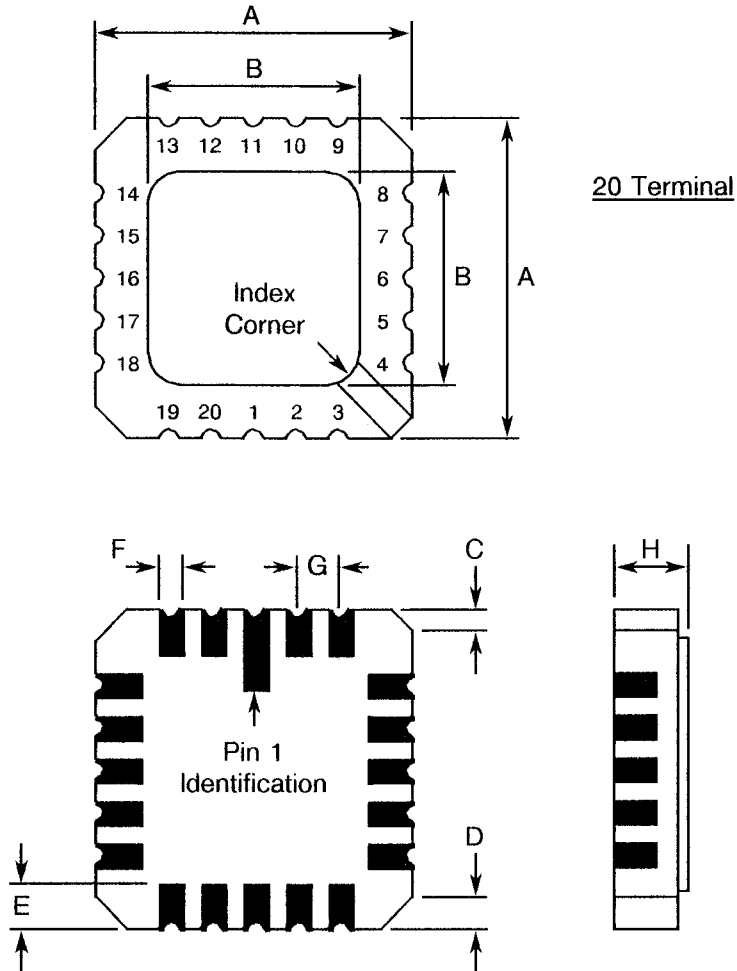 A
B
13 12 11 10 9
14
15
16
17
18
8
7
6
5
4
20 Terminal
B
A
Index
Corner
19 20 1 2 3
F
G
C
H
Pin 1
Identification
D
E